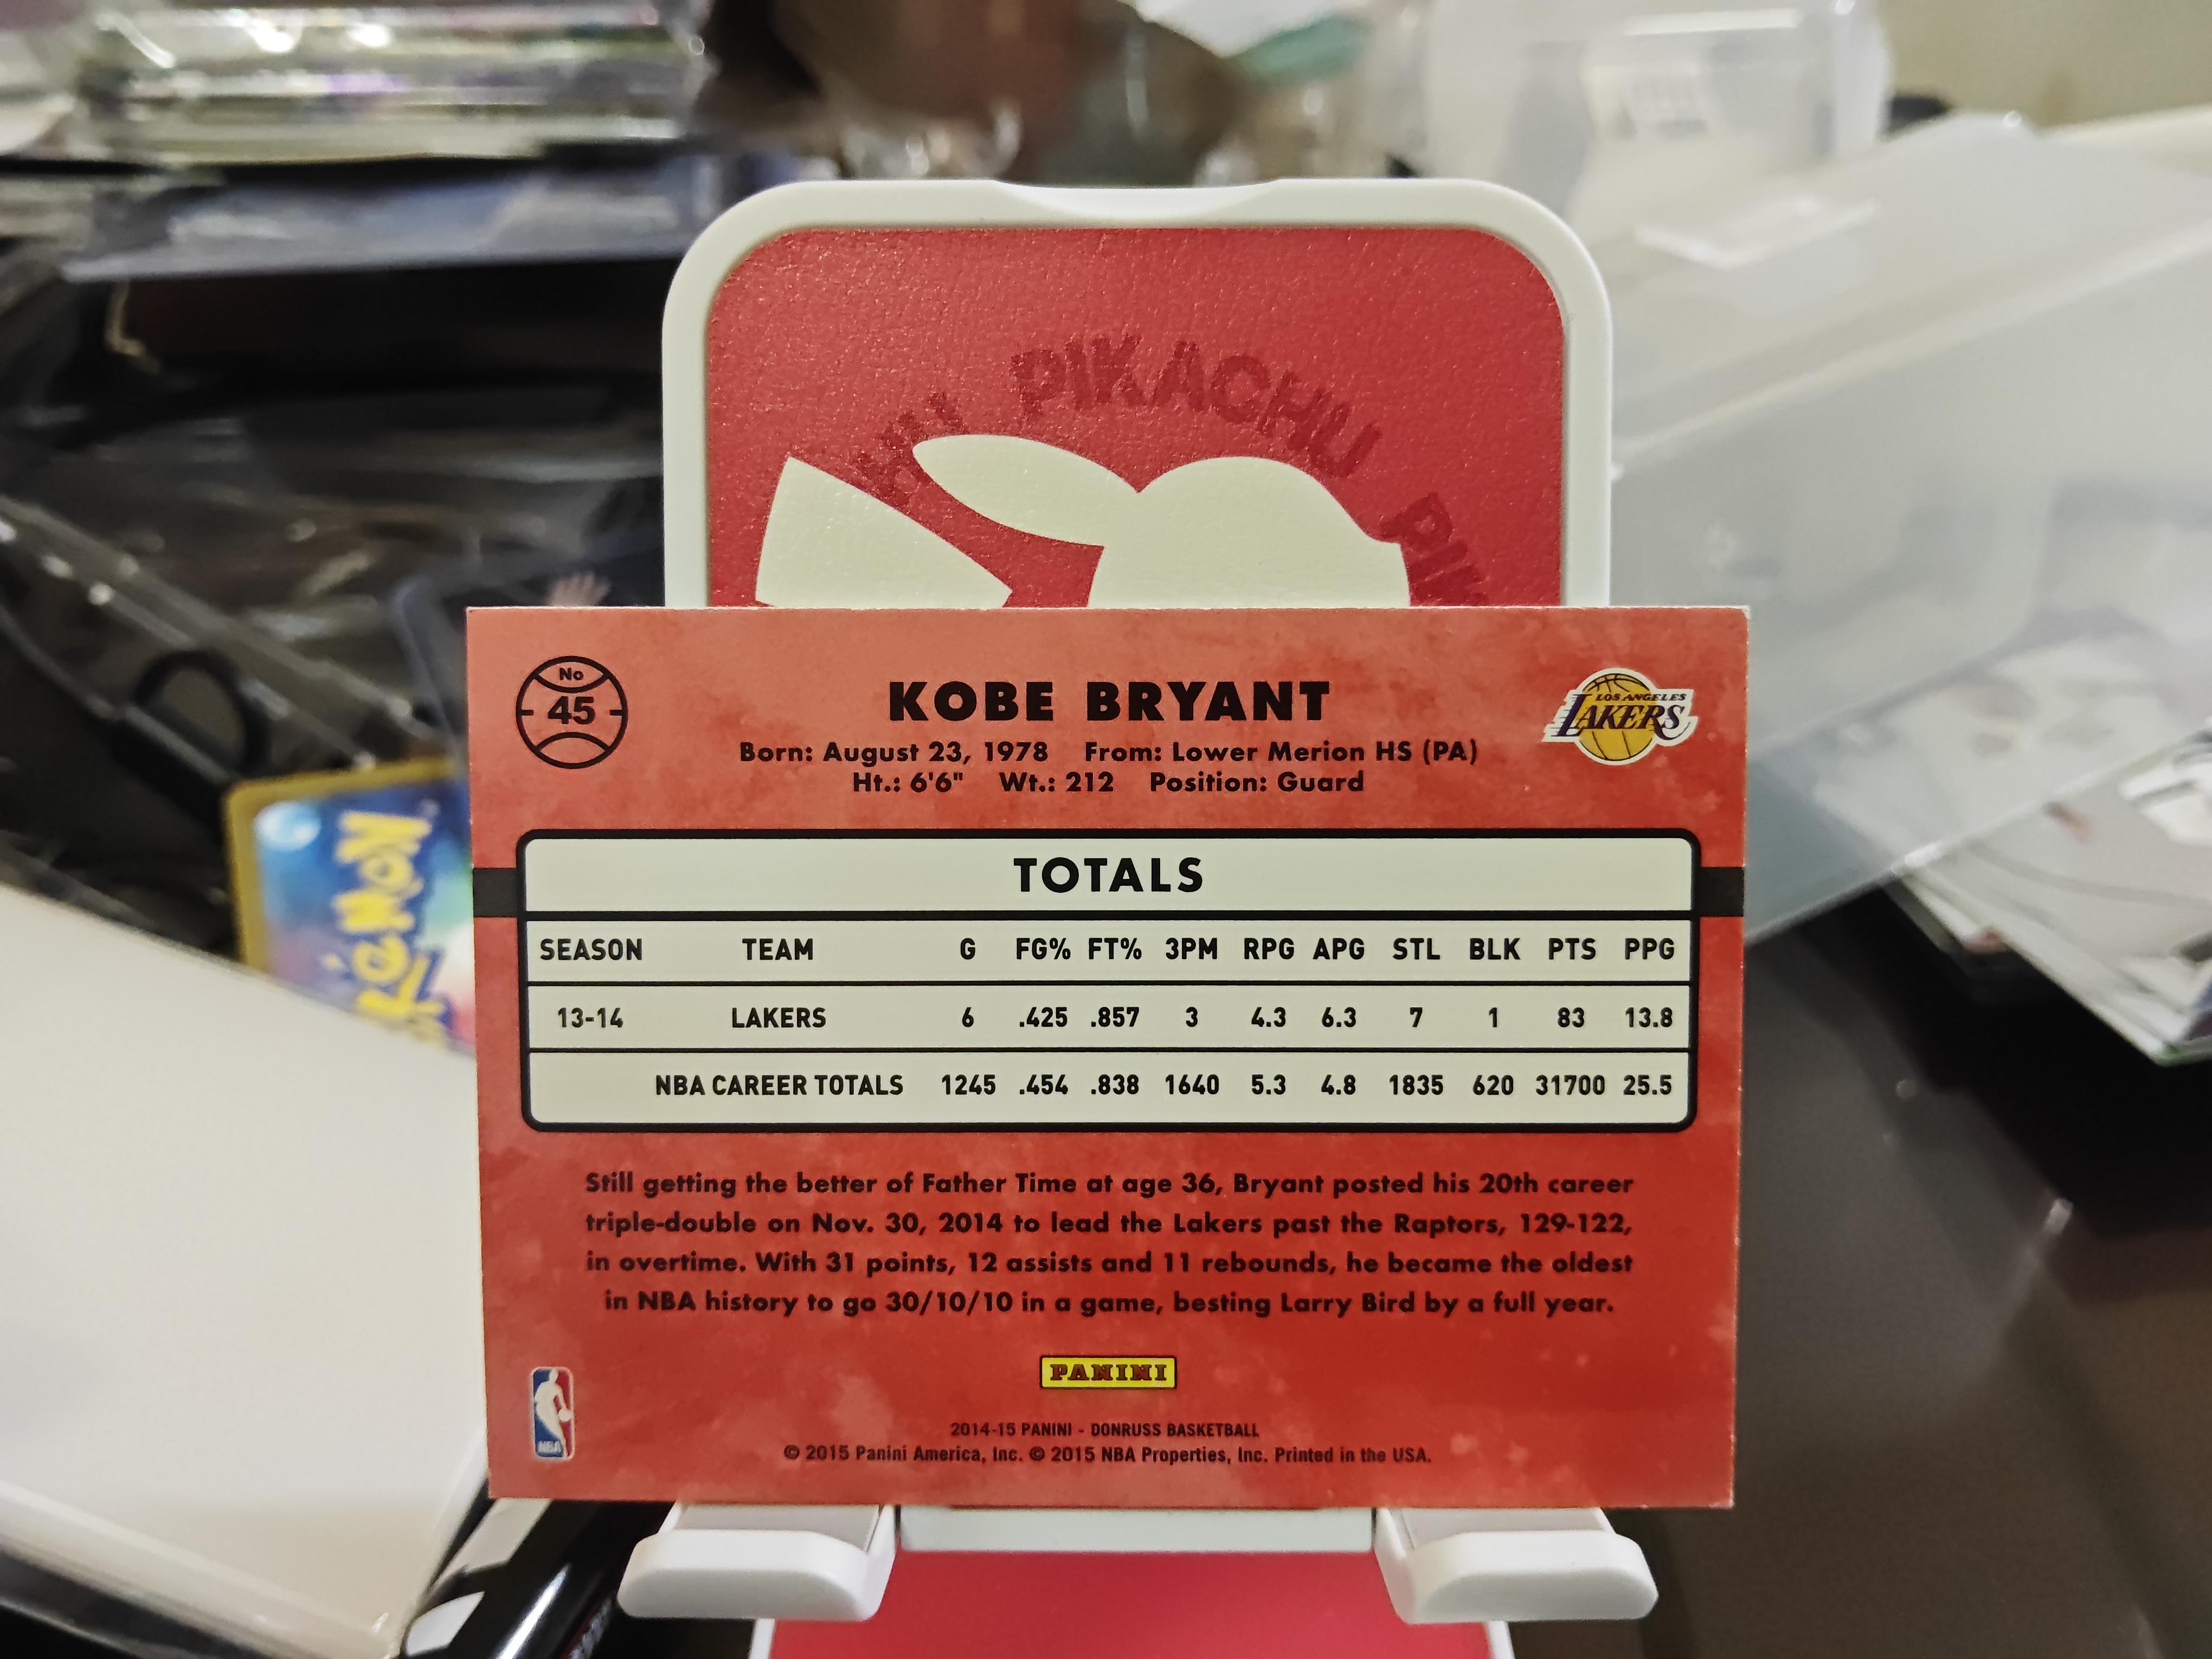 PIKACHU
No
45
KOBE BRYANT
LOS ANGELES
LAKERS
Born: August 23, 1978 From: Lower Merion HS (PA)
Ht.: 6'6" Wt.: 212 Position: Guard
POKÉMON
TOTALS
SEASON TEAM G FG% FT% 3PM RPG APG STL BLK PTS PPG
13-14 LAKERS 6 .425 .857 3 4.3 6.3 7 1 83 13.8
NBA CAREER TOTALS 1245 .454 .838 1640 5.3 4.8 1835 620 31700 25.5
Still getting the better of Father Time at age 36, Bryant posted his 20th career
triple-double on Nov. 30, 2014 to lead the Lakers past the Raptors, 129-122,
in overtime. With 31 points, 12 assists and 11 rebounds, he became the oldest
in NBA history to go 30/10/10 in a game, besting Larry Bird by a full year.
PANINI
NBA
2014-15 PANINI - DONRUSS BASKETBALL
© 2015 Panini America, Inc. © 2015 NBA Properties, Inc. Printed in the USA.